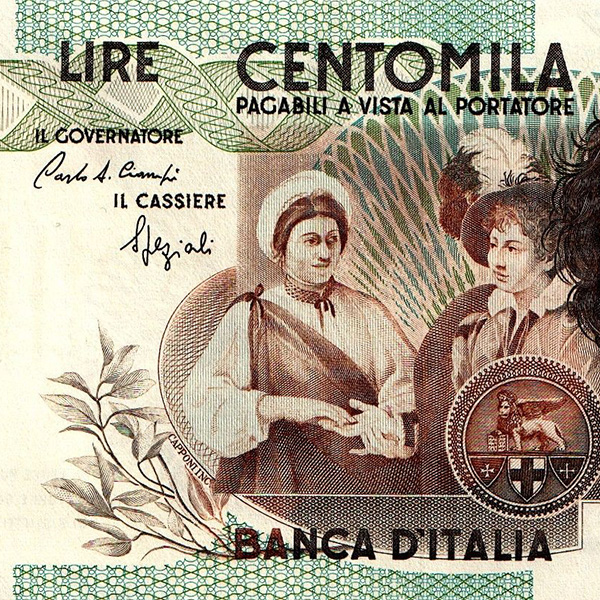 LIRE CENTOMILA
PAGABILI A VISTA AL PORTATORE
IL GOVERNATORE
Carlo A. Ciampi
IL CASSIERE
Speziali
CAPPONI INC.
BANCA D'ITALIA